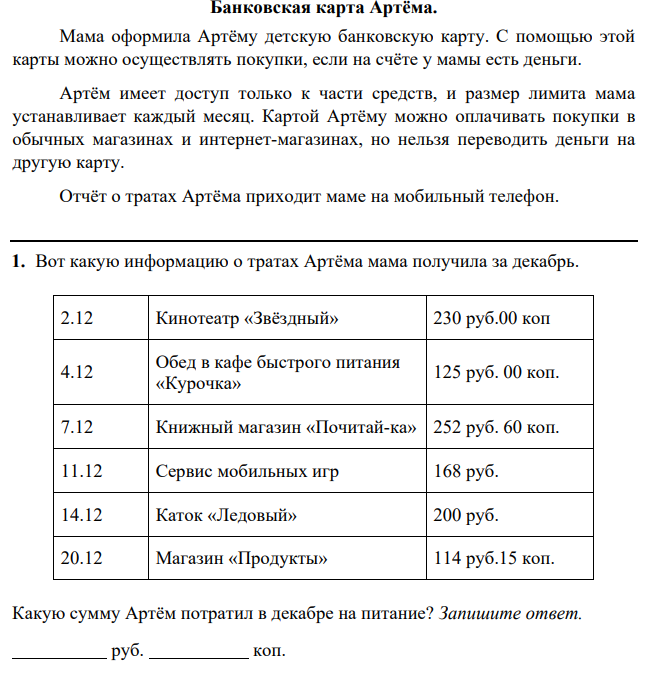 Банковская карта Артёма.
Мама оформила Артёму детскую банковскую карту. С помощью этой
карты можно осуществлять покупки, если на счёте у мамы есть деньги.
Артём имеет доступ только к части средств, и размер лимита мама
устанавливает каждый месяц. Картой Артёму можно оплачивать покупки в
обычных магазинах и интернет-магазинах, но нельзя переводить деньги на
другую карту.
Отчёт о тратах Артёма приходит маме на мобильный телефон.
1. Вот какую информацию о тратах Артёма мама получила за декабрь.
2.12 Кинотеатр «Звёздный» 230 руб.00 коп
4.12 Обед в кафе быстрого питания
«Курочка» 125 руб. 00 коп.
7.12 Книжный магазин «Почитай-ка» 252 руб. 60 коп.
11.12 Сервис мобильных игр 168 руб.
14.12 Каток «Ледовый» 200 руб.
20.12 Магазин «Продукты» 114 руб.15 коп.
Какую сумму Артём потратил в декабре на питание? Запишите ответ.
___________ руб. ___________ коп.